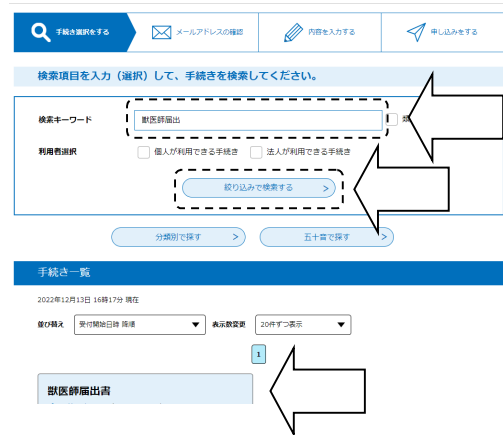 手続き選択をする
メールアドレスの確認
内容を入力する
申し込みをする
検索項目を入力（選択）して、手続きを検索してください。
検索キーワード
獣医師届出
利用者選択
個人が利用できる手続き
法人が利用できる手続き
絞り込みで検索する >
分類別で探す >
五十音で探す >
手続き一覧
2022年12月13日 16時17分 現在
並び替え 受付開始日時 降順 ▼ 表示数変更 20件ずつ表示 ▼
1
獣医師届出書